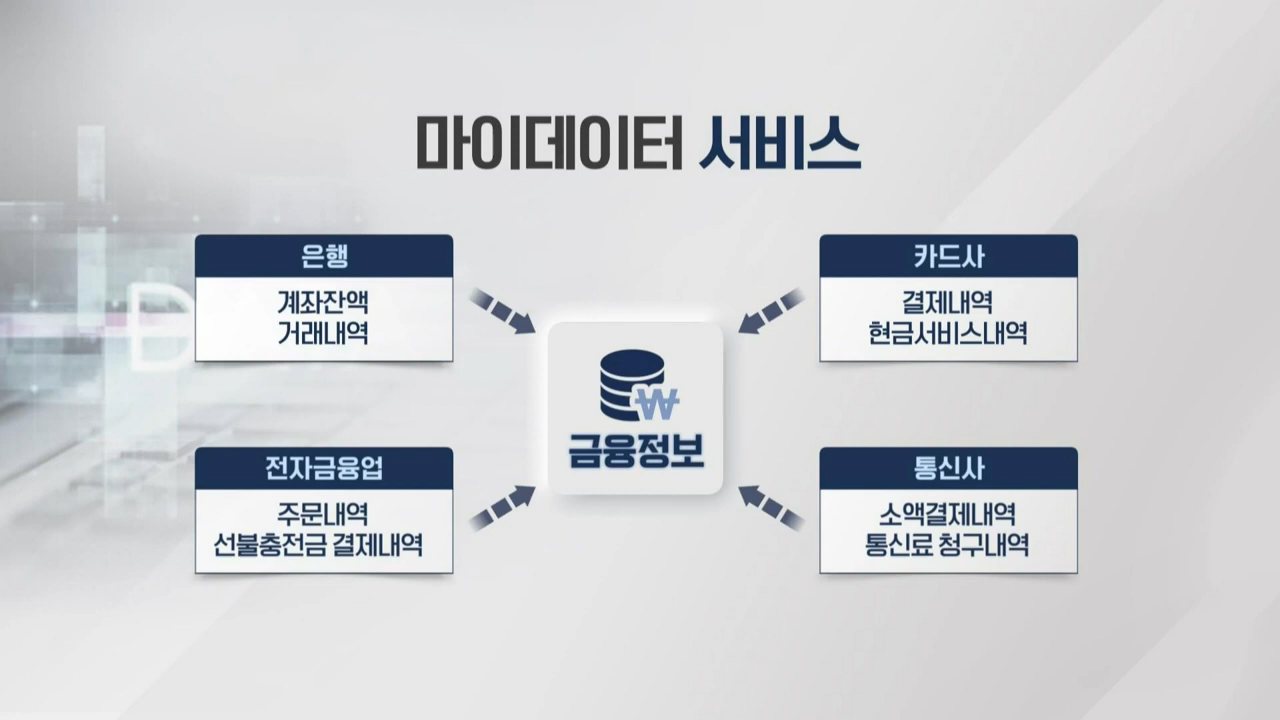 마이데이터 서비스
은행
계좌잔액
거래내역
카드사
결제내역
현금서비스내역
₩
금융정보
전자금융업
주문내역
선불충전금 결제내역
통신사
소액결제내역
통신료 청구내역
D